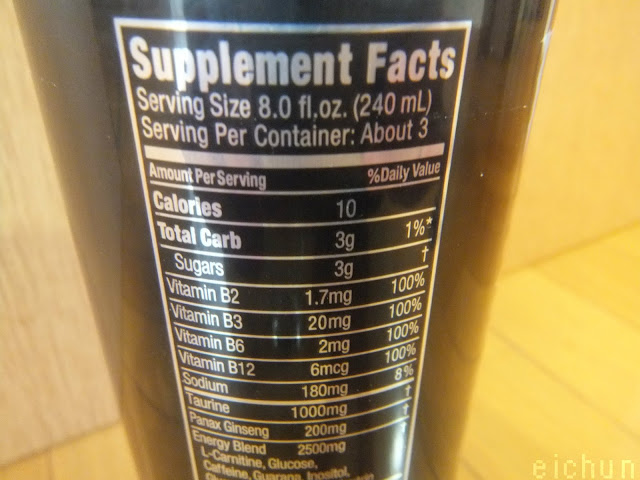 Supplement Facts
Serving Size 8.0 fl.oz. (240 mL)
Serving Per Container: About 3
Amount Per Serving %Daily Value
Calories 10
Total Carb 3g 1%*
Sugars 3g †
Vitamin B2 1.7mg 100%
Vitamin B3 20mg 100%
Vitamin B6 2mg 100%
Vitamin B12 6mcg 100%
Sodium 180mg 8%
Taurine 1000mg †
Panax Ginseng 200mg †
Energy Blend 2500mg
L-Carnitine, Glucose,
Caffeine, Guarana, Inositol,
eichun